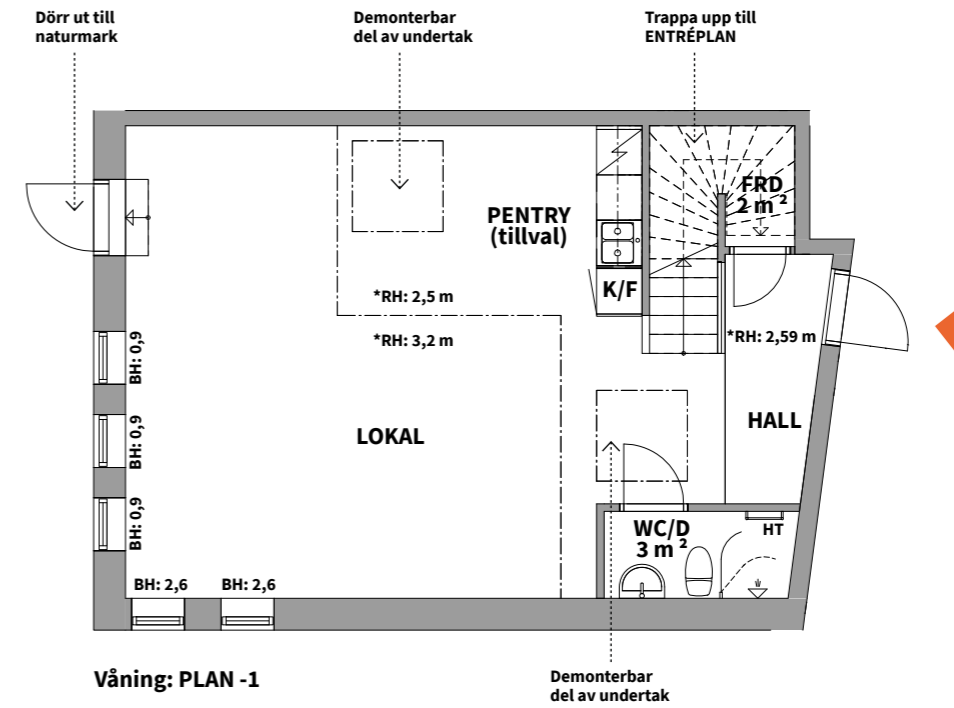 Dörr ut till
naturmark
Demonterbar
del av undertak
Trappa upp till
ENTRÉPLAN
FRD
2 m²
PENTRY
(tillval)
K/F
*RH: 2,5 m
*RH: 3,2 m
*RH: 2,59 m
BH: 0,9
BH: 0,9
BH: 0,9
LOKAL
HALL
WC/D
3 m²
HT
BH: 2,6
BH: 2,6
Våning: PLAN -1
Demonterbar
del av undertak